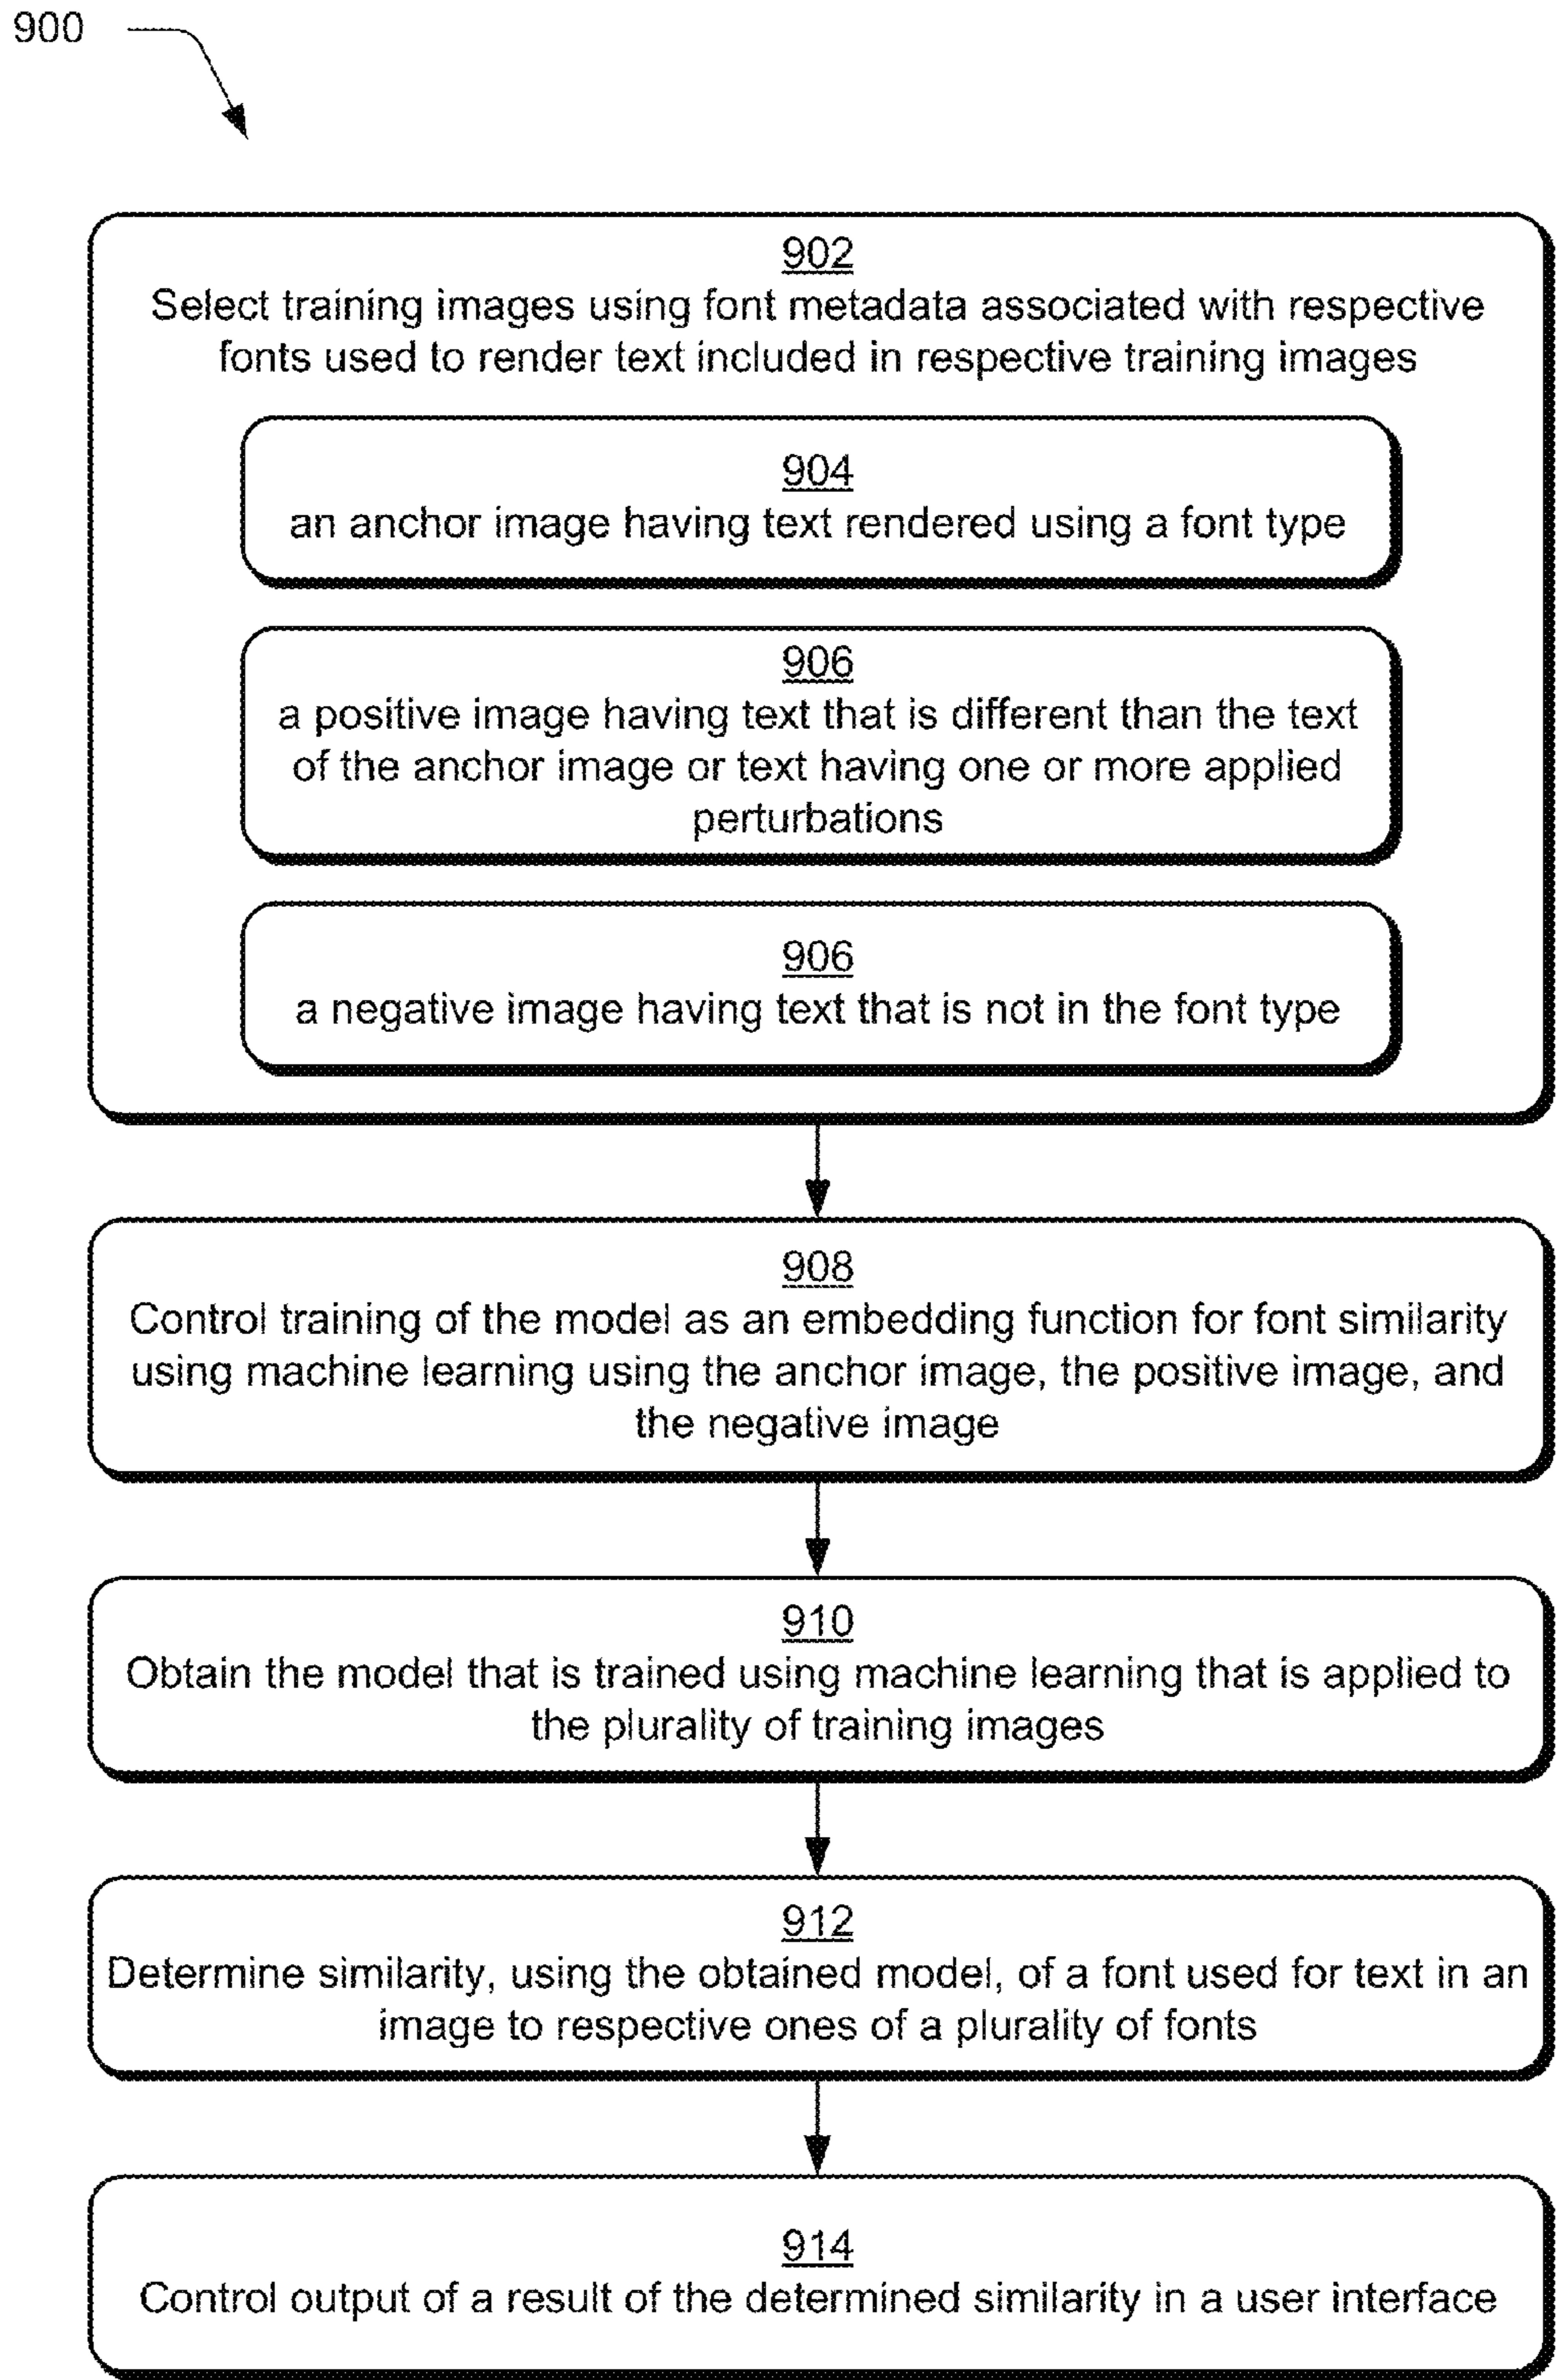 900
902
Select training images using font metadata associated with respective
fonts used to render text included in respective training images
904
an anchor image having text rendered using a font type
906
a positive image having text that is different than the text
of the anchor image or text having one or more applied
perturbations
906
a negative image having text that is not in the font type
908
Control training of the model as an embedding function for font similarity
using machine learning using the anchor image, the positive image, and
the negative image
910
Obtain the model that is trained using machine learning that is applied to
the plurality of training images
912
Determine similarity, using the obtained model, of a font used for text in an
image to respective ones of a plurality of fonts
914
Control output of a result of the determined similarity in a user interface